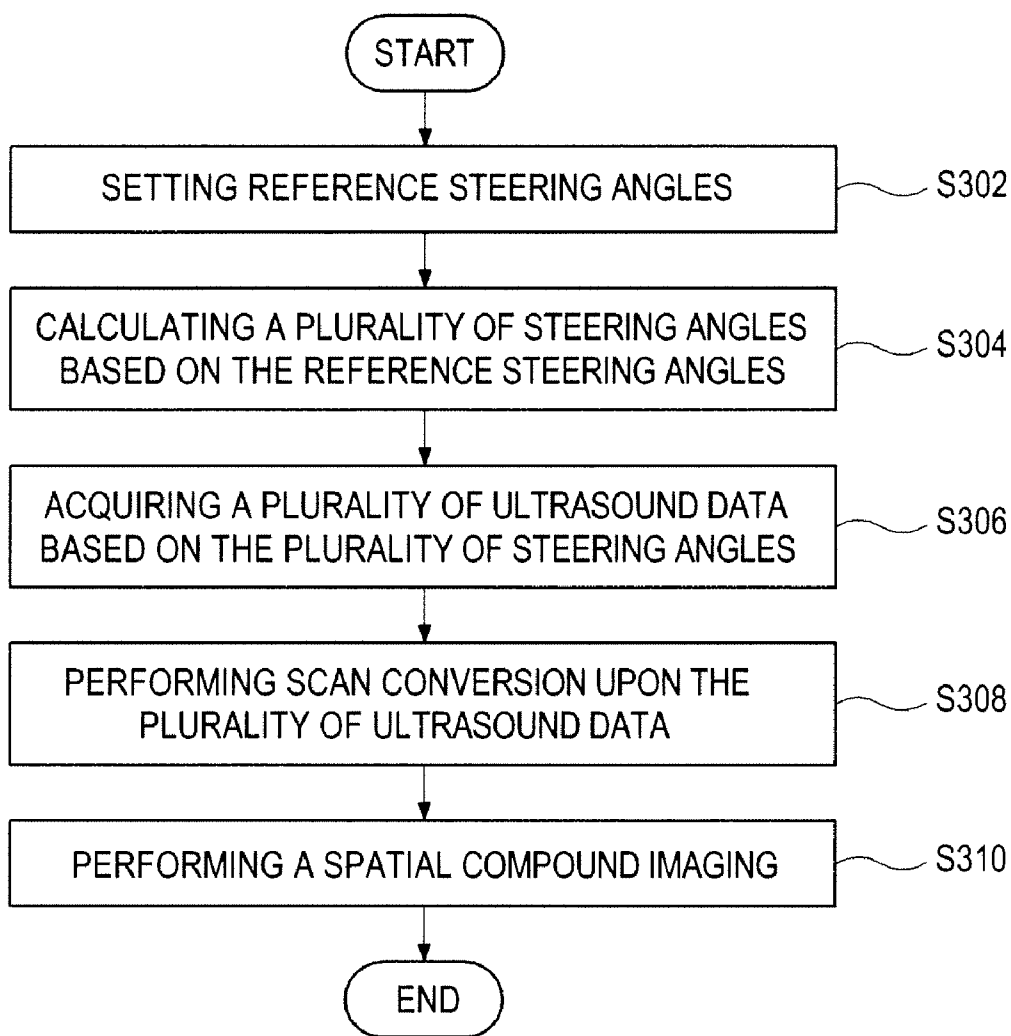 START
SETTING REFERENCE STEERING ANGLES
S302
CALCULATING A PLURALITY OF STEERING ANGLES
BASED ON THE REFERENCE STEERING ANGLES
S304
ACQUIRING A PLURALITY OF ULTRASOUND DATA
BASED ON THE PLURALITY OF STEERING ANGLES
S306
PERFORMING SCAN CONVERSION UPON THE
PLURALITY OF ULTRASOUND DATA
S308
PERFORMING A SPATIAL COMPOUND IMAGING
S310
END